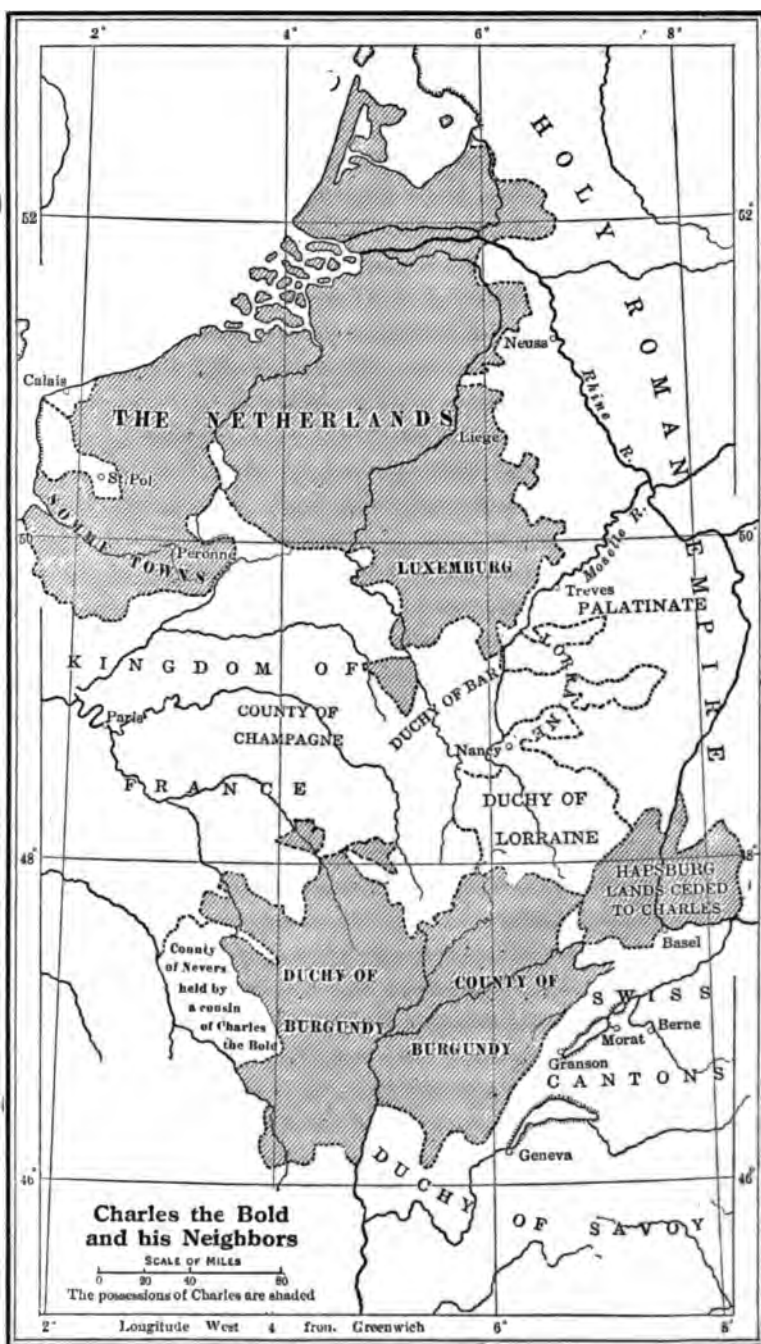 2° 4° 6° 8°
HOLY
ROMAN
EMPIRE
52 52°
Neuss
Rhine R.
Calais
THE NETHERLANDS
Liege
St. Pol
SOMME TOWNS
Peronne
50 50°
Moselle R.
LUXEMBURG
Treves
PALATINATE
LORRAINE
KINGDOM OF
FRANCE
DUCHY OF BAR
COUNTY OF
CHAMPAGNE
Paris
Nancy
DUCHY OF
LORRAINE
48 48°
HAPSBURG
LANDS CEDED
TO CHARLES
Basel
County
of Nevers
held by
a cousin
of Charles
the Bold
DUCHY OF
BURGUNDY
COUNTY OF
BURGUNDY
SWISS
CANTONS
Berne
Morat
Granson
Geneva
46° 46°
DUCHY
OF SAVOY
Charles the Bold
and his Neighbors
SCALE OF MILES
0 20 40 80
The possessions of Charles are shaded
2° Longitude West 4 from Greenwich 6° 8°